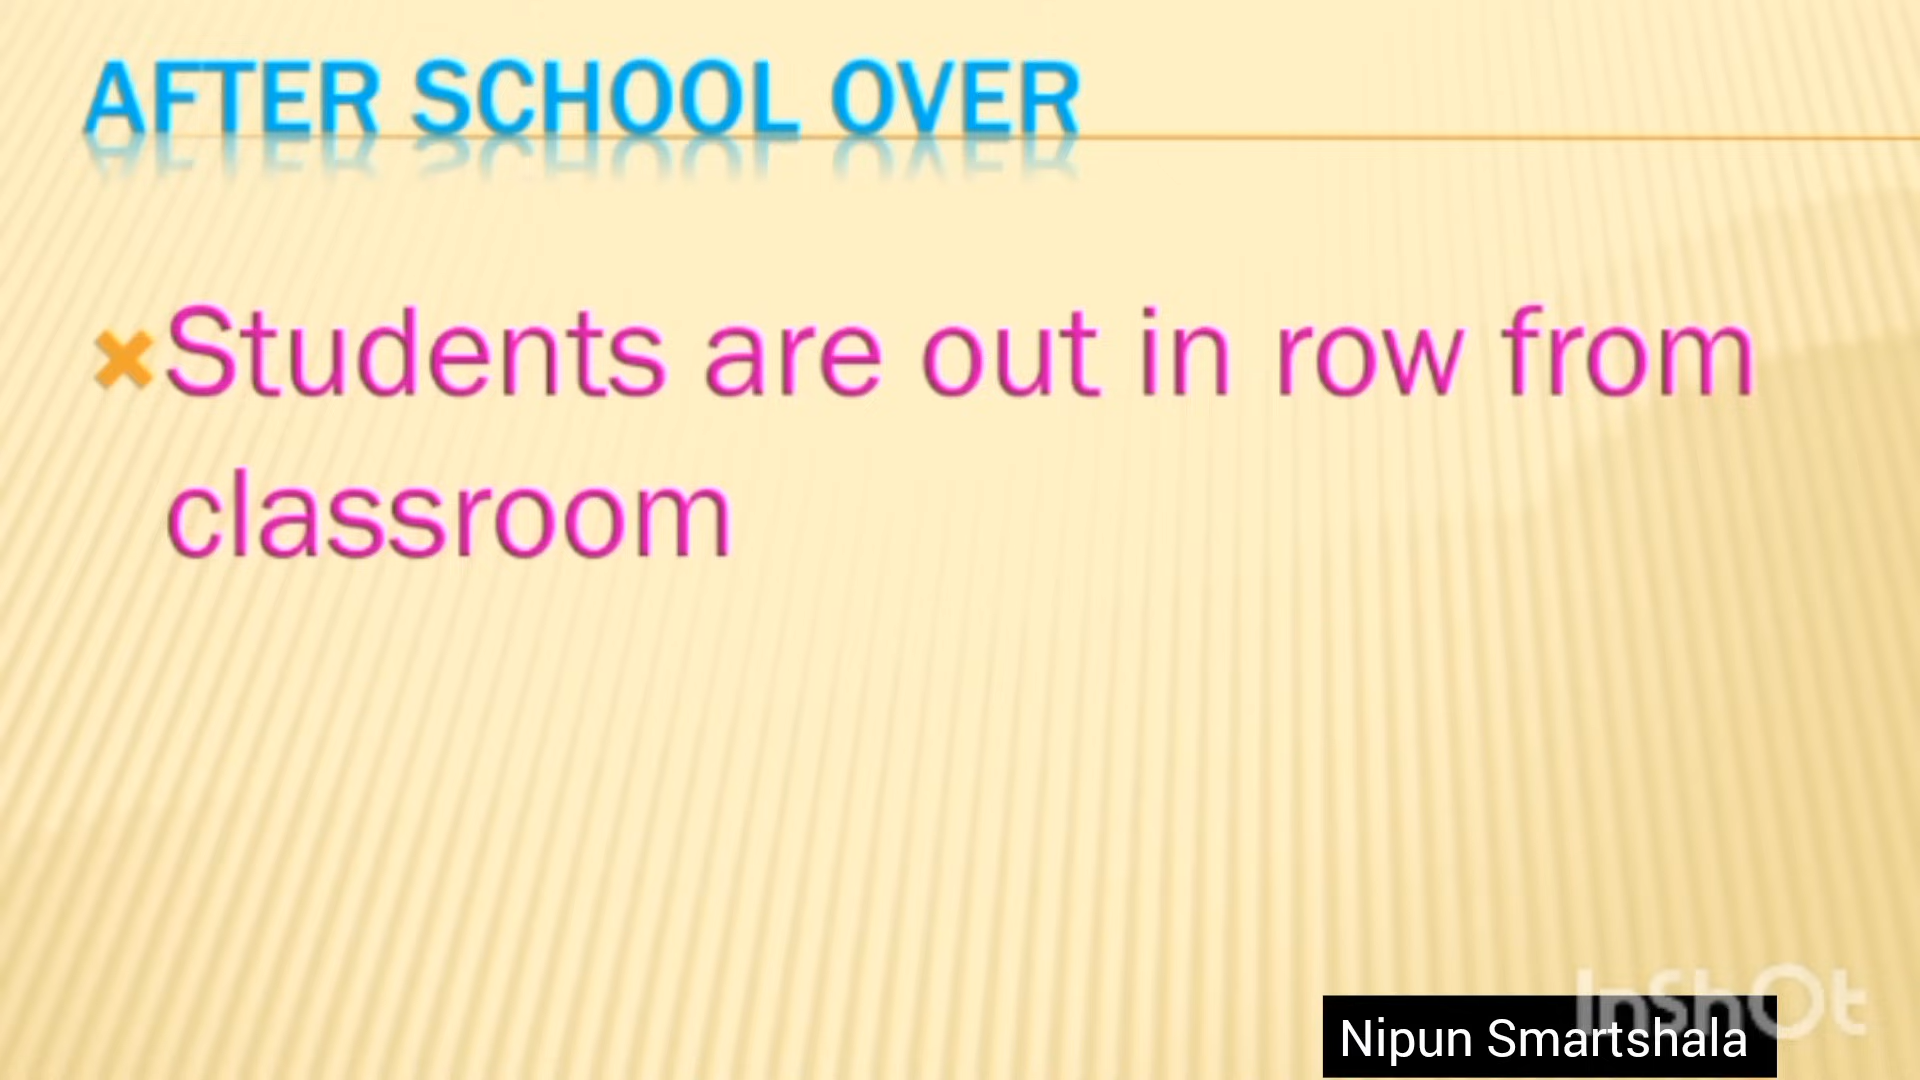 AFTER SCHOOL OVER
Students are out in row from
classroom
InShOt
Nipun Smartshala